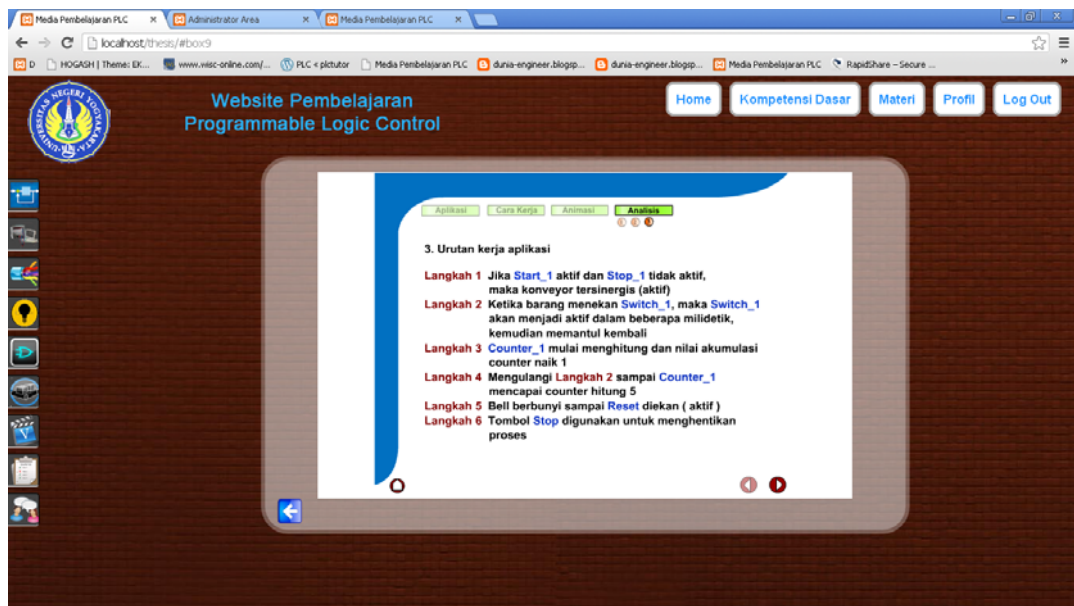 Media Pembelajaran PLC
Administrator Area
Media Pembelajaran PLC
localhost/thesis/#box9
D
HOGASH | Theme: EK...
www.wisc-online.com/...
PLC < plctutor
Media Pembelajaran PLC
dunia-engineer.blogsp...
dunia-engineer.blogsp...
Media Pembelajaran PLC
RapidShare – Secure ...
»
UNIVERSITAS NEGERI YOGYAKARTA
Website Pembelajaran
Programmable Logic Control
Home
Kompetensi Dasar
Materi
Profil
Log Out
Aplikasi
Cara Kerja
Animasi
Analisis
3. Urutan kerja aplikasi
Langkah 1 Jika Start_1 aktif dan Stop_1 tidak aktif,
maka konveyor tersinergis (aktif)
Langkah 2 Ketika barang menekan Switch_1, maka Switch_1
akan menjadi aktif dalam beberapa milidetik,
kemudian memantul kembali
Langkah 3 Counter_1 mulai menghitung dan nilai akumulasi
counter naik 1
Langkah 4 Mengulangi Langkah 2 sampai Counter_1
mencapai counter hitung 5
Langkah 5 Bell berbunyi sampai Reset diekan ( aktif )
Langkah 6 Tombol Stop digunakan untuk menghentikan
proses